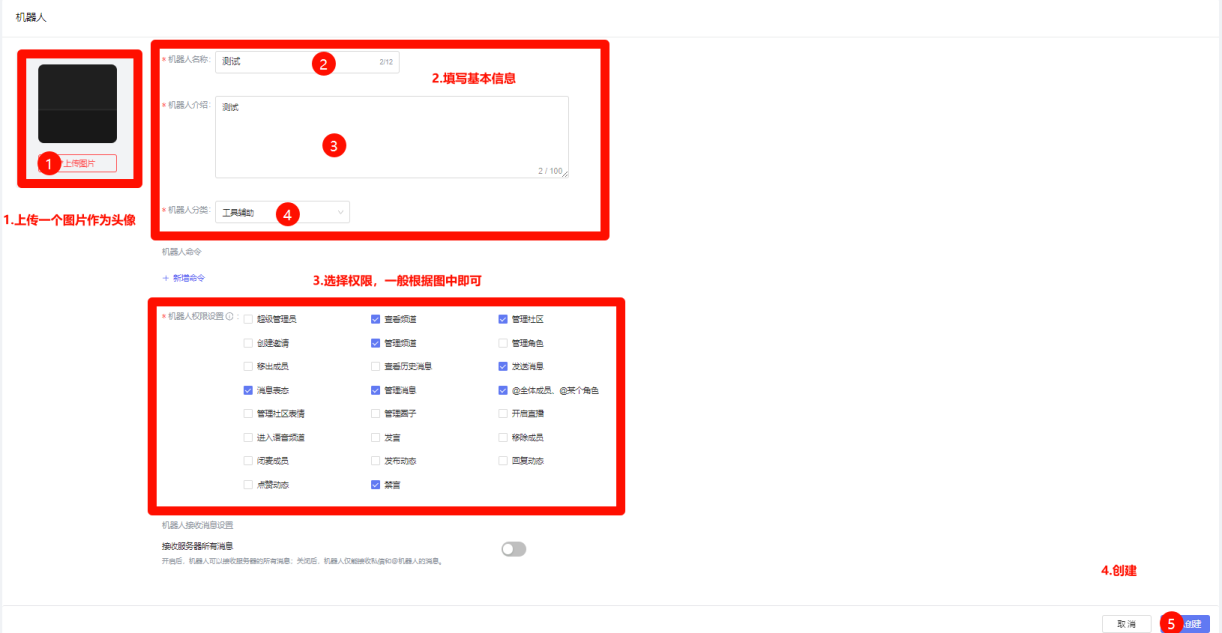 机器人
* 机器人名称: 测试 2 2/12
2.填写基本信息
* 机器人介绍: 测试
3
2 / 100
1 上传图片
1.上传一个图片作为头像
* 机器人分类: 工具辅助 4
机器人命令
+ 新增命令
3.选择权限，一般根据图中即可
* 机器人权限设置 : 超级管理员 查看频道 管理社区
创建邀请 管理频道 管理角色
移出成员 查看历史消息 发送消息
消息表态 管理消息 @全体成员、@某个角色
管理社区表情 管理圈子 开启直播
进入语音频道 发言 移除成员
闭麦成员 发布动态 回复动态
点赞动态 禁言
机器人接收消息设置
接收服务器所有消息
开启后，机器人可以接收服务器的所有消息；关闭后，机器人仅能接收私信和@机器人的消息。
4.创建
取消 5 创建